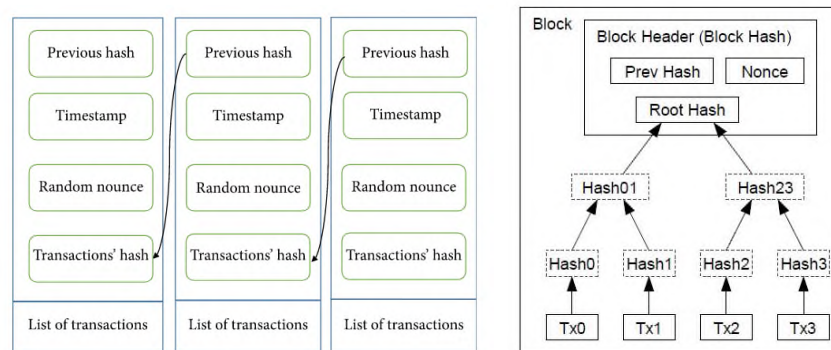 Previous hash
Timestamp
Random nounce
Transactions' hash
List of transactions
Previous hash
Timestamp
Random nounce
Transactions' hash
List of transactions
Previous hash
Timestamp
Random nounce
Transactions' hash
List of transactions
Block
Block Header (Block Hash)
Prev Hash
Nonce
Root Hash
Hash01
Hash23
Hash0
Hash1
Hash2
Hash3
Tx0
Tx1
Tx2
Tx3